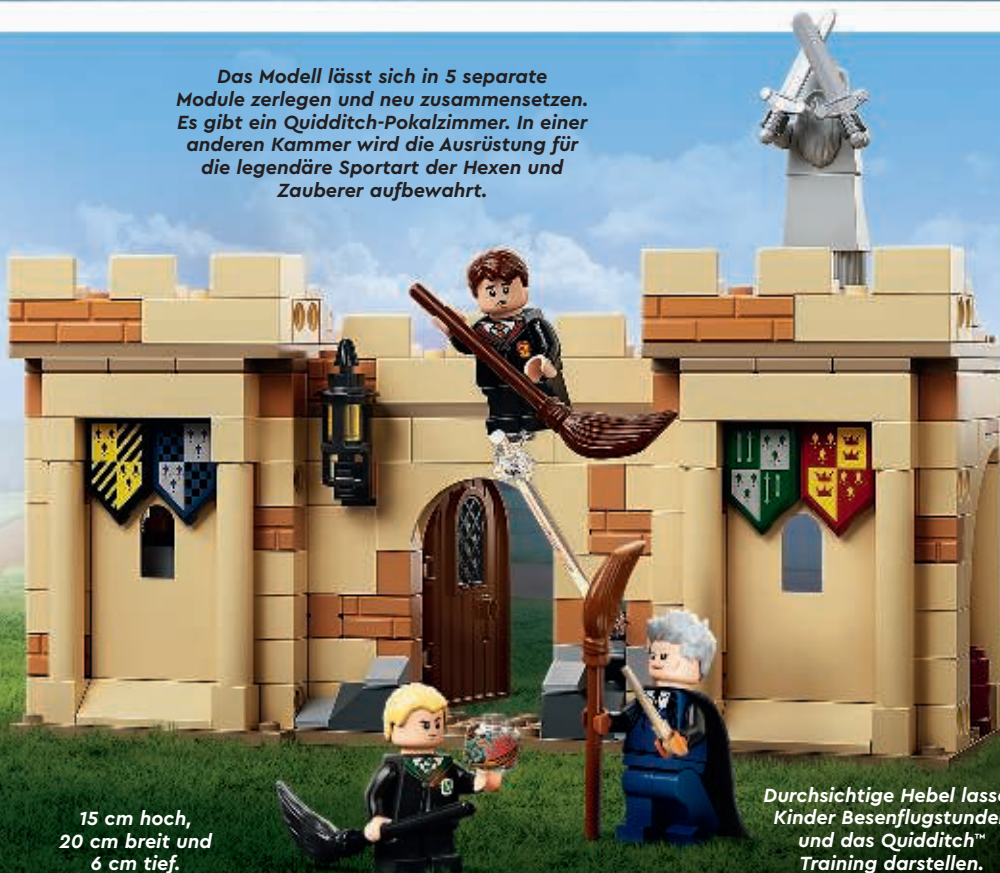 Das Modell lässt sich in 5 separate
Module zerlegen und neu zusammensetzen.
Es gibt ein Quidditch-Pokalzimmer. In einer
anderen Kammer wird die Ausrüstung für
die legendäre Sportart der Hexen und
Zauberer aufbewahrt.
15 cm hoch,
20 cm breit und
6 cm tief.
Durchsichtige Hebel lasse
Kinder Besenflugstunde
und das Quidditch™
Training darstellen.